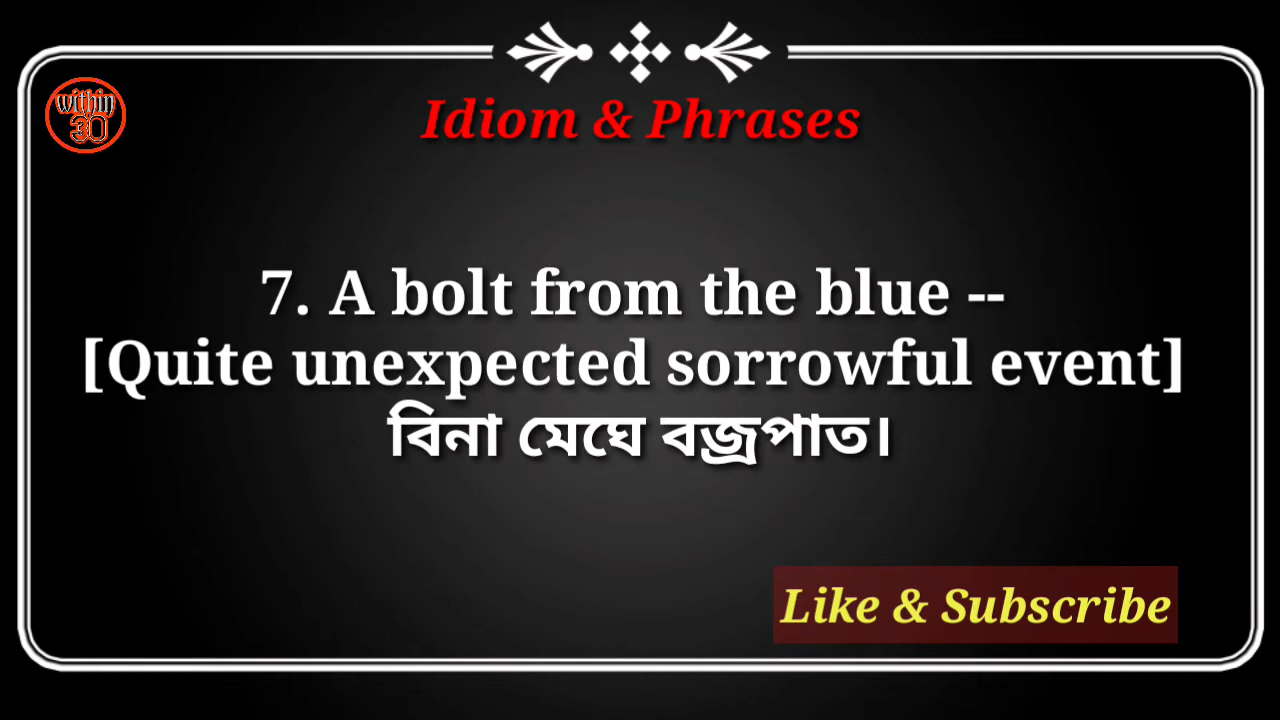 within
30
Idiom & Phrases
7. A bolt from the blue --
[Quite unexpected sorrowful event]
বিনা মেঘে বজ্রপাত।
Like & Subscribe